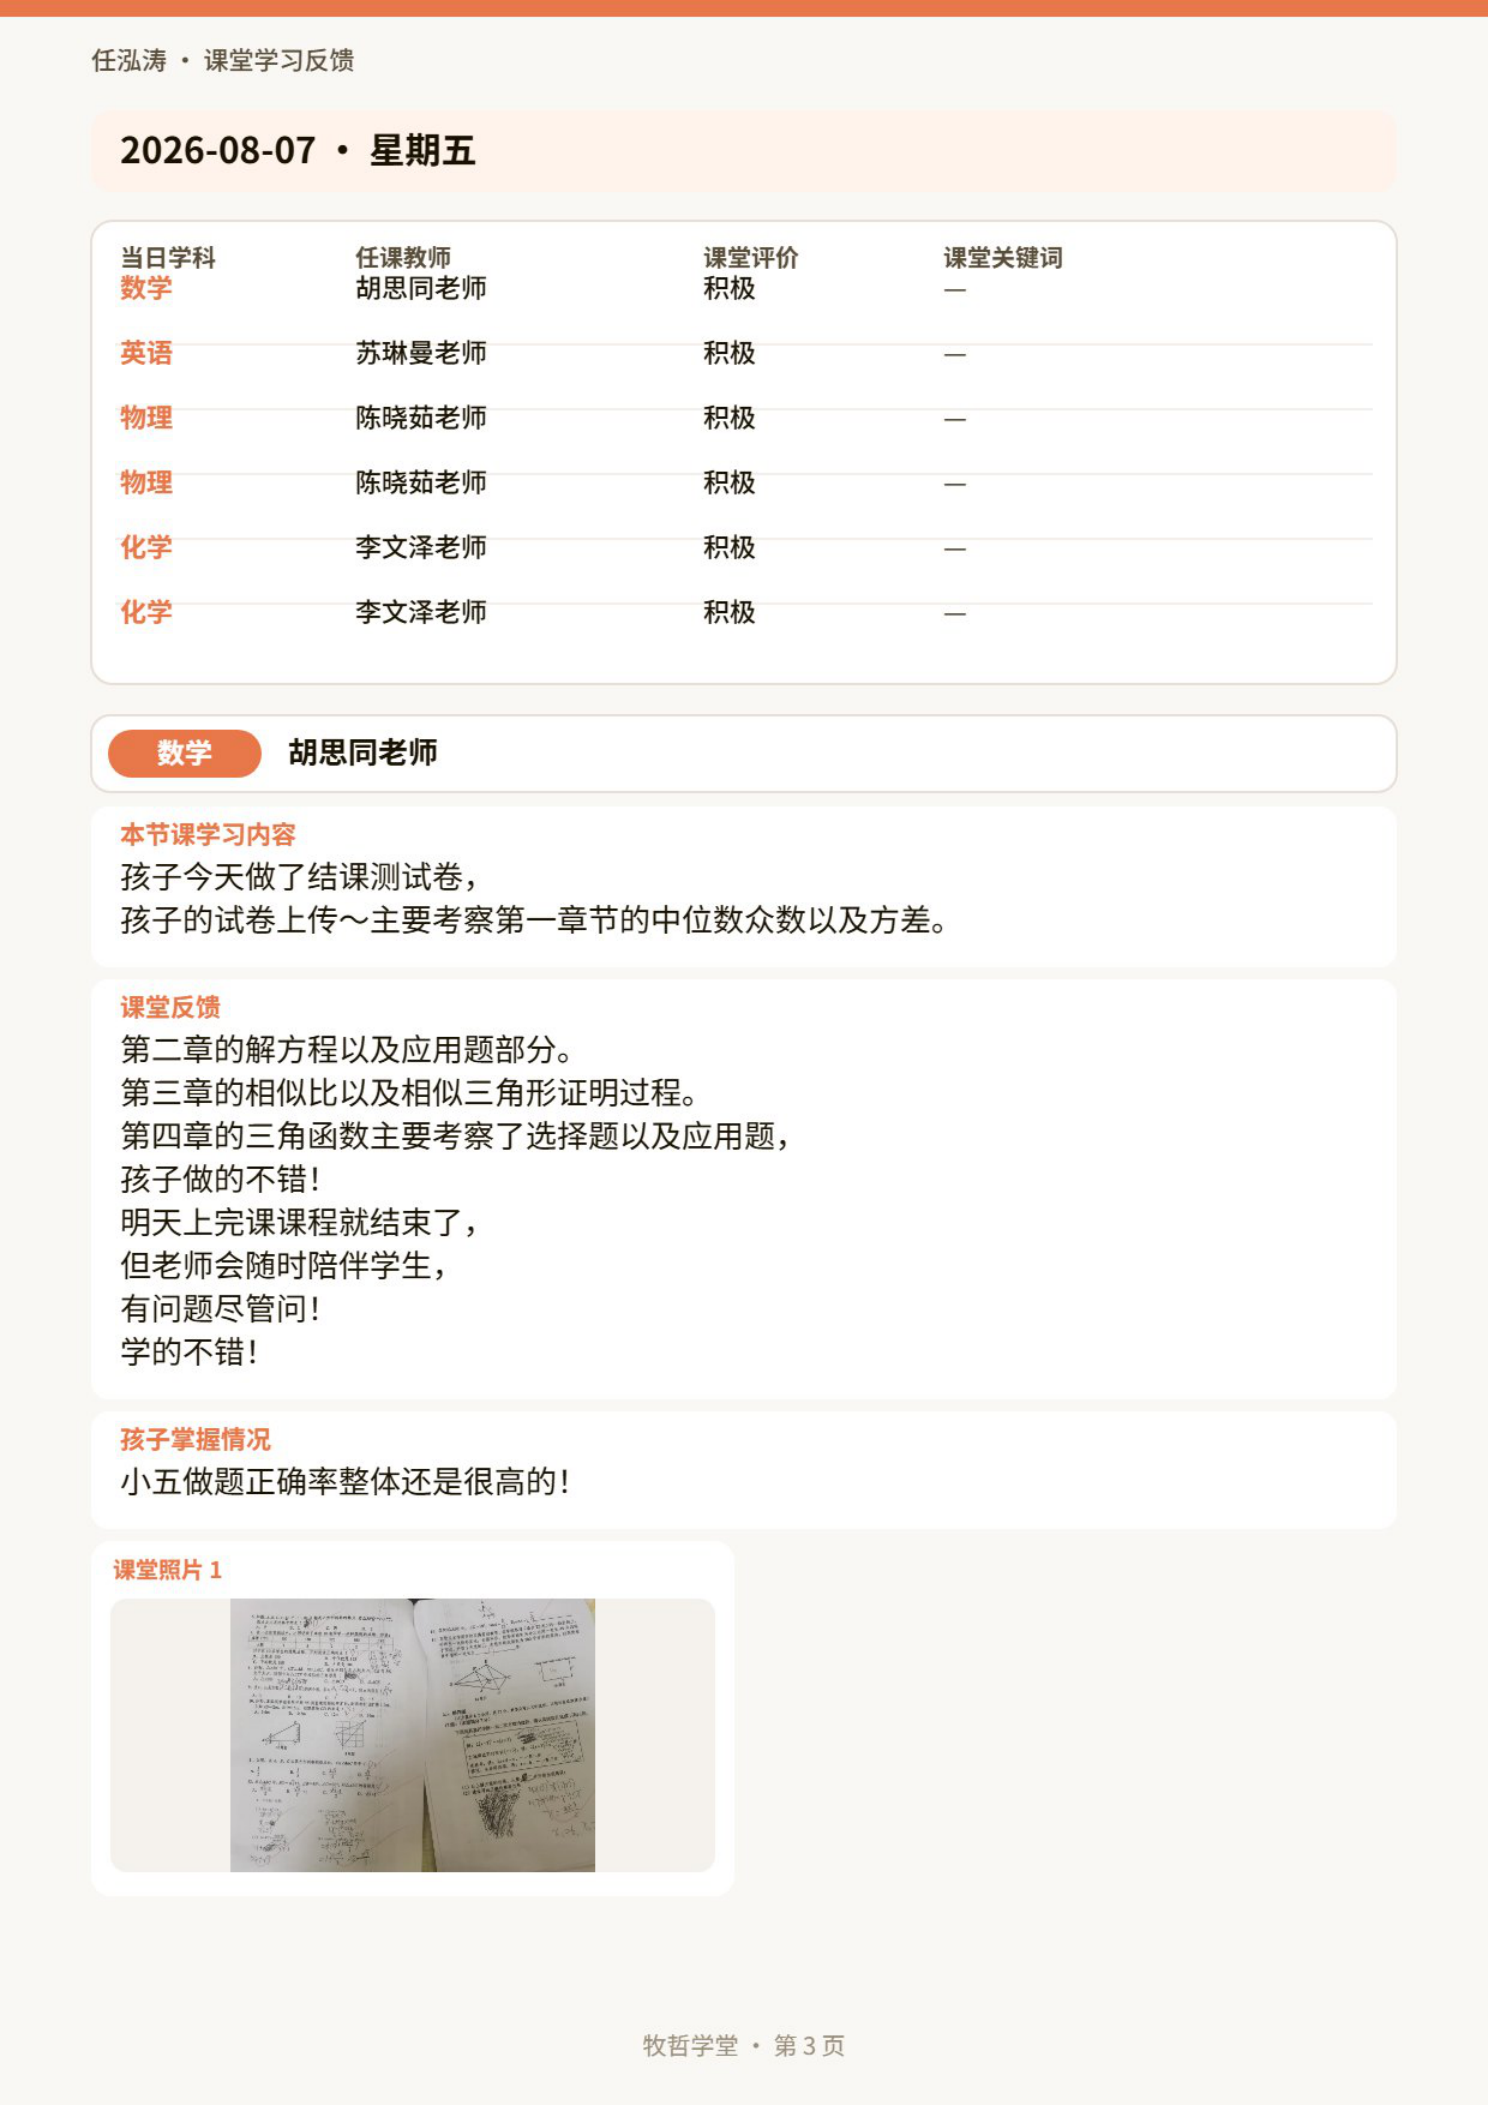 任泓涛 • 课堂学习反馈
2026-08-07 • 星期五
当日学科 任课教师 课堂评价 课堂关键词
数学 胡思同老师 积极 —
英语 苏琳曼老师 积极 —
物理 陈晓茹老师 积极 —
物理 陈晓茹老师 积极 —
化学 李文泽老师 积极 —
化学 李文泽老师 积极 —
数学 胡思同老师
本节课学习内容
孩子今天做了结课测试卷，
孩子的试卷上传～主要考察第一章节的中位数众数以及方差。
课堂反馈
第二章的解方程以及应用题部分。
第三章的相似比以及相似三角形证明过程。
第四章的三角函数主要考察了选择题以及应用题，
孩子做的不错！
明天上完课课程就结束了，
但老师会随时陪伴学生，
有问题尽管问！
学的不错！
孩子掌握情况
小五做题正确率整体还是很高的！
课堂照片 1
牧哲学堂 • 第 3 页